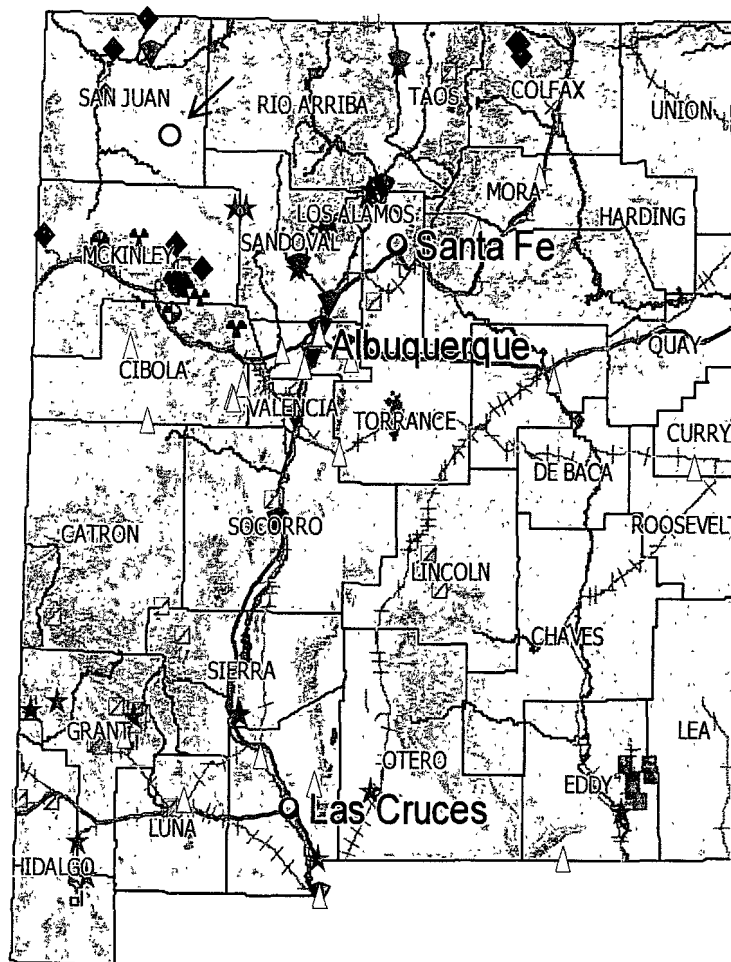 SAN JUAN
RIO ARRIBA
TAOS
COLFAX
UNION
MORA
LOS ALAMOS
HARDING
SANDOVAL
MCKINLEY
Santa Fe
Albuquerque
QUAY
CIBOLA
VALENCIA
TORRANCE
CURRY
DE BACA
CATRON
SOCORRO
ROOSEVELT
LINCOLN
CHAVES
SIERRA
GRANT
LEA
OTERO
EDDY
Las Cruces
LUNA
HIDALGO